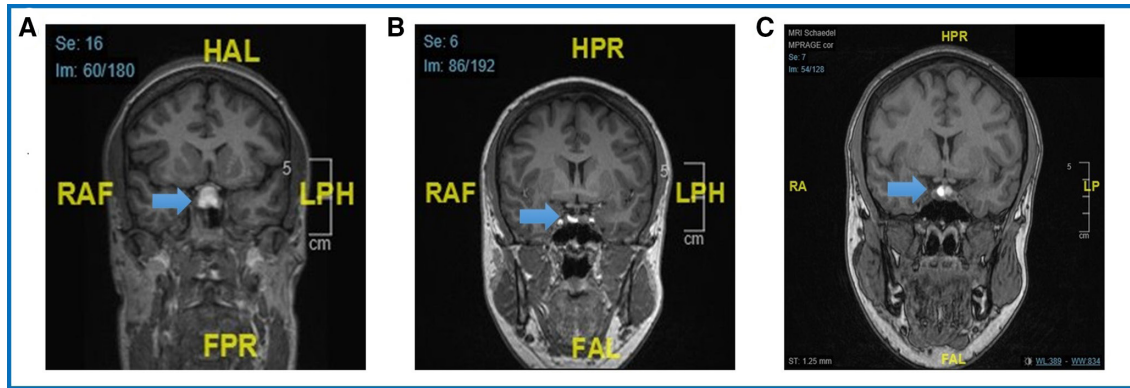 A
Se: 16
Im: 60/180
HAL
RAF
5
LPH
cm
FPR
B
Se: 6
Im: 86/192
HPR
RAF
5
LPH
cm
FAL
C
MRI Schaedel
MPRAGE cor
Se: 7
Im: 54/128
HPR
RA
5
LP
cm
ST: 1.25 mm
FAL
WL:389 - WW:834